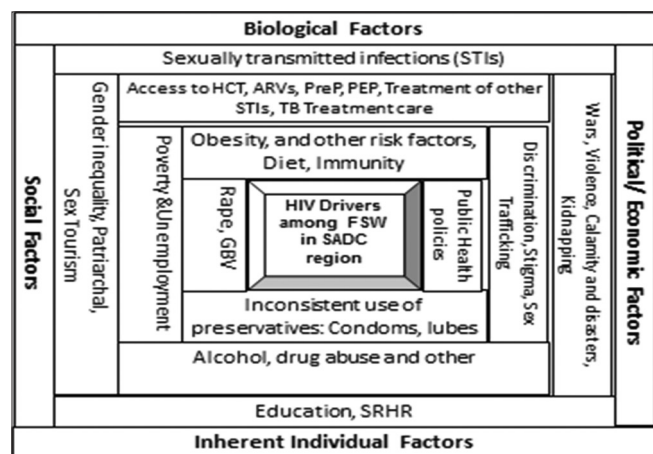 Biological Factors
Sexually transmitted infections (STIs)
Access to HCT, ARVs, PreP, PEP, Treatment of other
STIs, TB Treatment care
Obesity, and other risk factors,
Diet, Immunity
Social Factors
Gender inequality, Patriarchal,
Sex Tourism
Poverty &Unemployment
Rape, GBV
HIV Drivers
among FSW
in SADC
region
Public Health
policies
Discrimination, Stigma, Sex
Trafficking
Wars, Violence, Calamity and disasters,
Kidnapping
Political/ Economic Factors
Inconsistent use of
preservatives: Condoms, lubes
Alcohol, drug abuse and other
Education, SRHR
Inherent Individual Factors